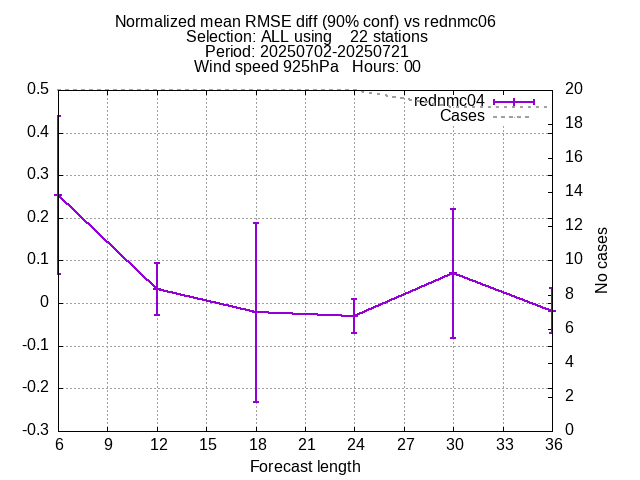 Normalized mean RMSE diff (90% conf) vs rednmc06
Selection: ALL using    22 stations
Period: 20250702-20250721
Wind speed 925hPa   Hours: 00
rednmc04
Cases
0.5
0.4
0.3
0.2
0.1
0
-0.1
-0.2
-0.3
20
18
16
14
12
10
8
6
4
2
0
No cases
6 9 12 15 18 21 24 27 30 33 36
Forecast length